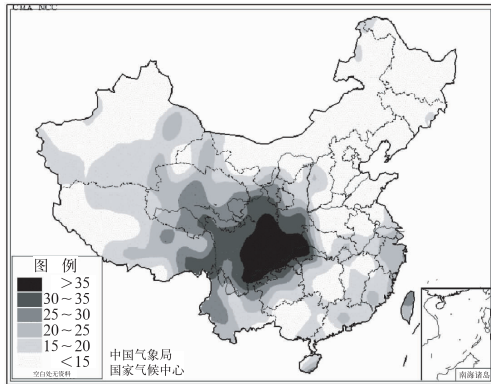 CMA NCC
图 例
>35
30~35
25~30
20~25
15~20
<15
空白处无资料
中国气象局
国家气候中心
南海诸岛